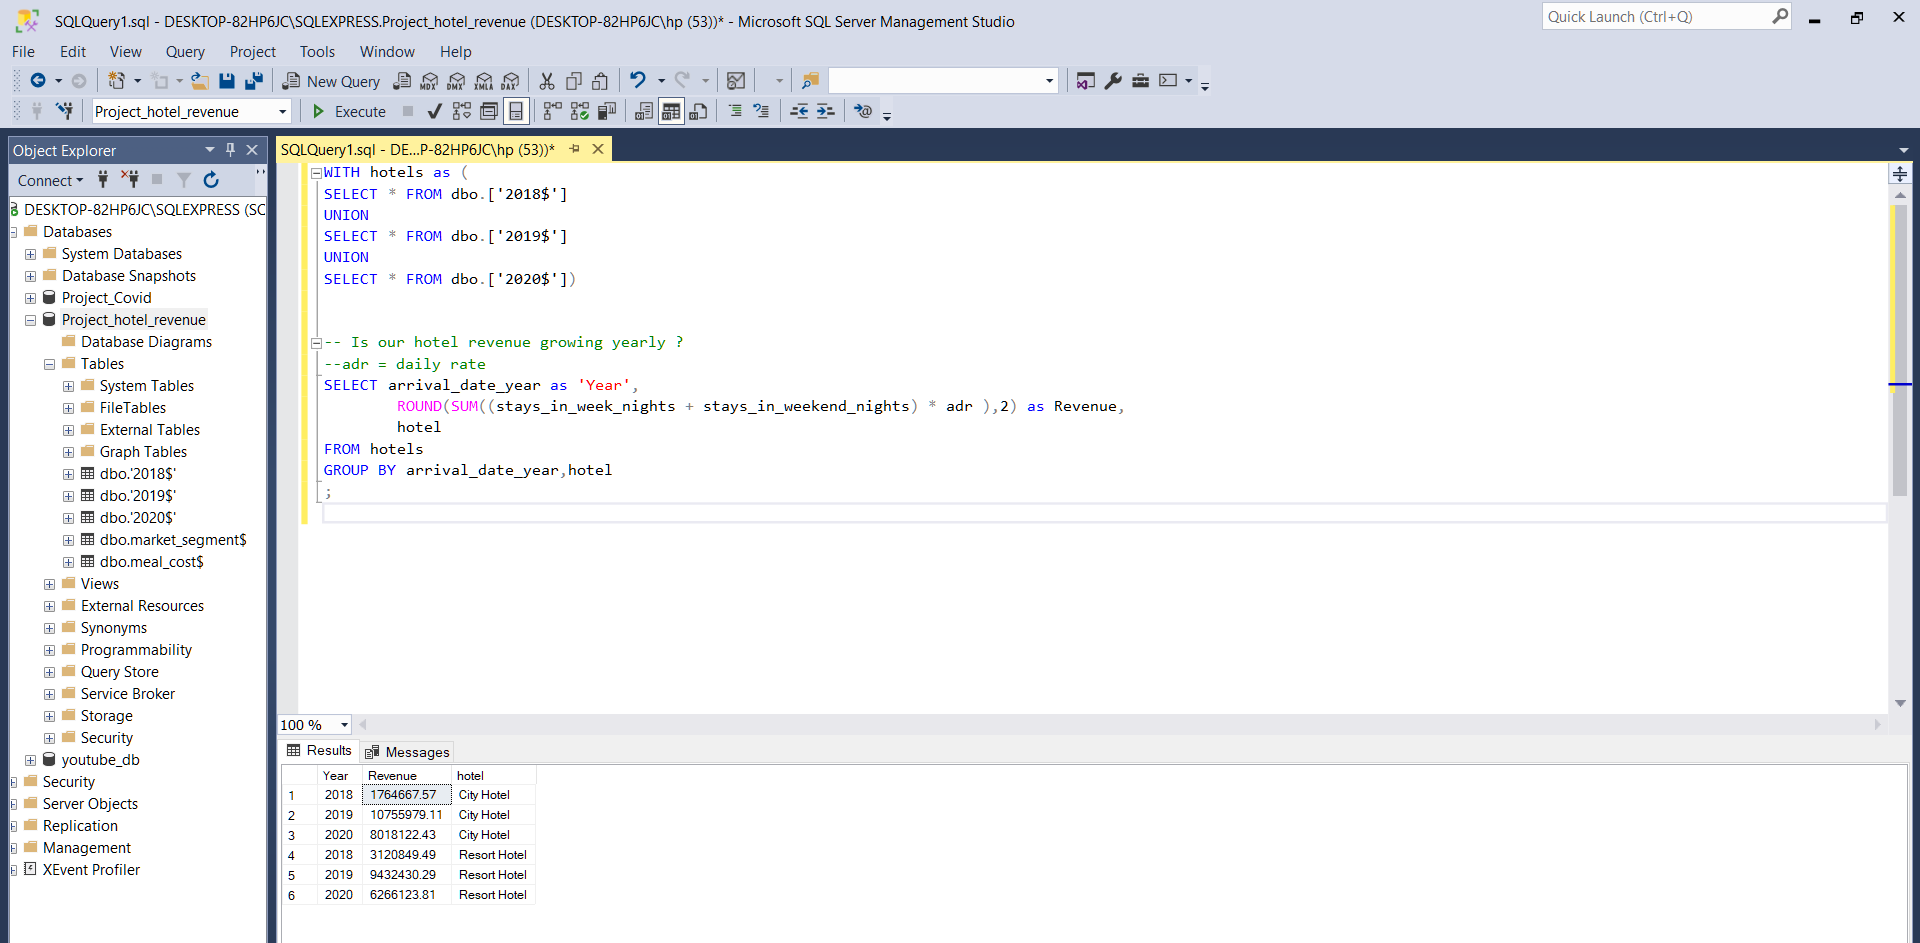 SQLQuery1.sql - DESKTOP-82HP6JC\SQLEXPRESS.Project_hotel_revenue (DESKTOP-82HP6JC\hp (53))* - Microsoft SQL Server Management Studio
Quick Launch (Ctrl+Q)
File Edit View Query Project Tools Window Help
New Query MDX DMX XMLA DAX
Project_hotel_revenue Execute
Object Explorer
Connect
DESKTOP-82HP6JC\SQLEXPRESS (SC
Databases
System Databases
Database Snapshots
Project_Covid
Project_hotel_revenue
Database Diagrams
Tables
System Tables
FileTables
External Tables
Graph Tables
dbo.'2018$'
dbo.'2019$'
dbo.'2020$'
dbo.market_segment$
dbo.meal_cost$
Views
External Resources
Synonyms
Programmability
Query Store
Service Broker
Storage
Security
youtube_db
Security
Server Objects
Replication
Management
XEvent Profiler
SQLQuery1.sql - DE...P-82HP6JC\hp (53))*
WITH hotels as (
SELECT * FROM dbo.['2018$']
UNION
SELECT * FROM dbo.['2019$']
UNION
SELECT * FROM dbo.['2020$'])
-- Is our hotel revenue growing yearly ?
--adr = daily rate
SELECT arrival_date_year as 'Year',
ROUND(SUM((stays_in_week_nights + stays_in_weekend_nights) * adr ),2) as Revenue,
hotel
FROM hotels
GROUP BY arrival_date_year,hotel
;
100 %
Results Messages
Year Revenue hotel
1 2018 1764667.57 City Hotel
2 2019 10755979.11 City Hotel
3 2020 8018122.43 City Hotel
4 2018 3120849.49 Resort Hotel
5 2019 9432430.29 Resort Hotel
6 2020 6266123.81 Resort Hotel